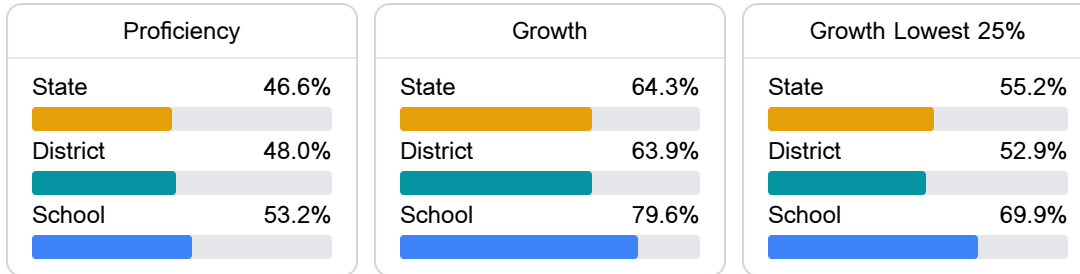 Proficiency
State 46.6%
District 48.0%
School 53.2%
Growth
State 64.3%
District 63.9%
School 79.6%
Growth Lowest 25%
State 55.2%
District 52.9%
School 69.9%